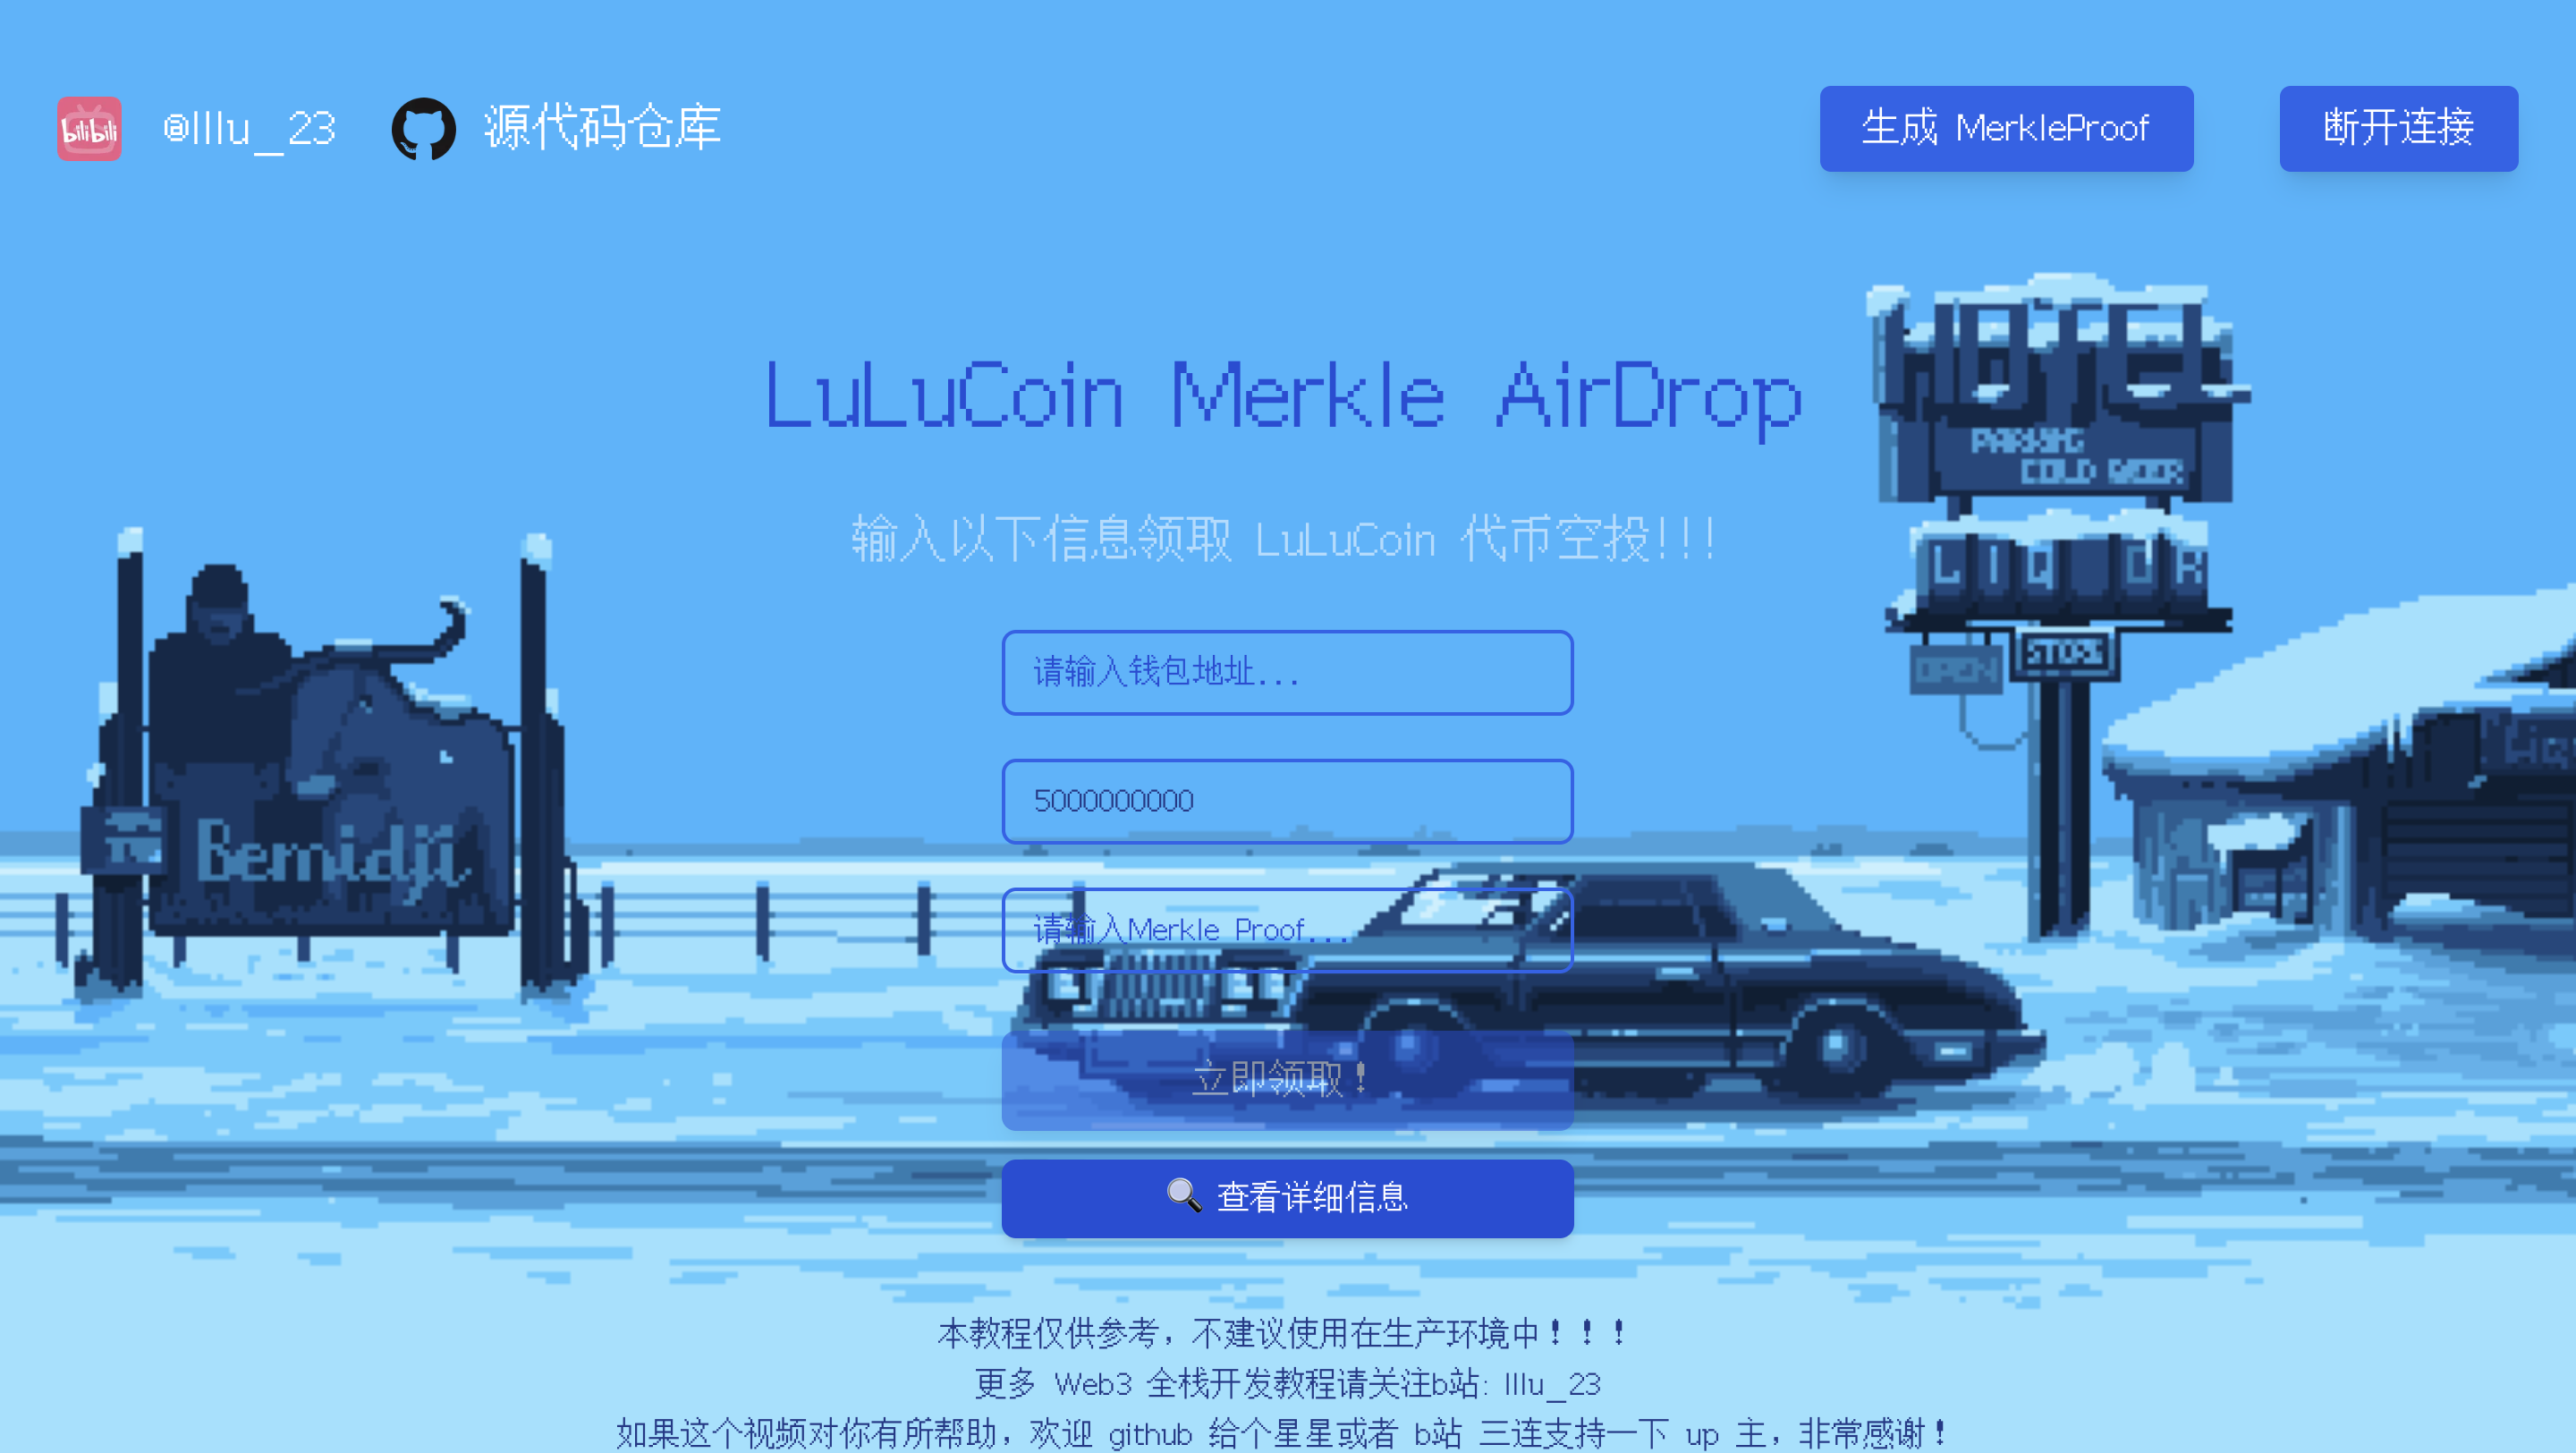 bilibili @lllu_23 源代码仓库 生成 MerkleProof 断开连接
LuLuCoin Merkle AirDrop
输入以下信息领取 LuLuCoin 代币空投!!!
请输入钱包地址...
5000000000
请输入Merkle Proof...
立即领取！
🔍 查看详细信息
HOTEL
PARKING
COLD BEER
LIQUOR
STORE
Bemidji
本教程仅供参考，不建议使用在生产环境中！！！
更多 Web3 全栈开发教程请关注b站: lllu_23
如果这个视频对你有所帮助，欢迎 github 给个星星或者 b站 三连支持一下 up 主，非常感谢！